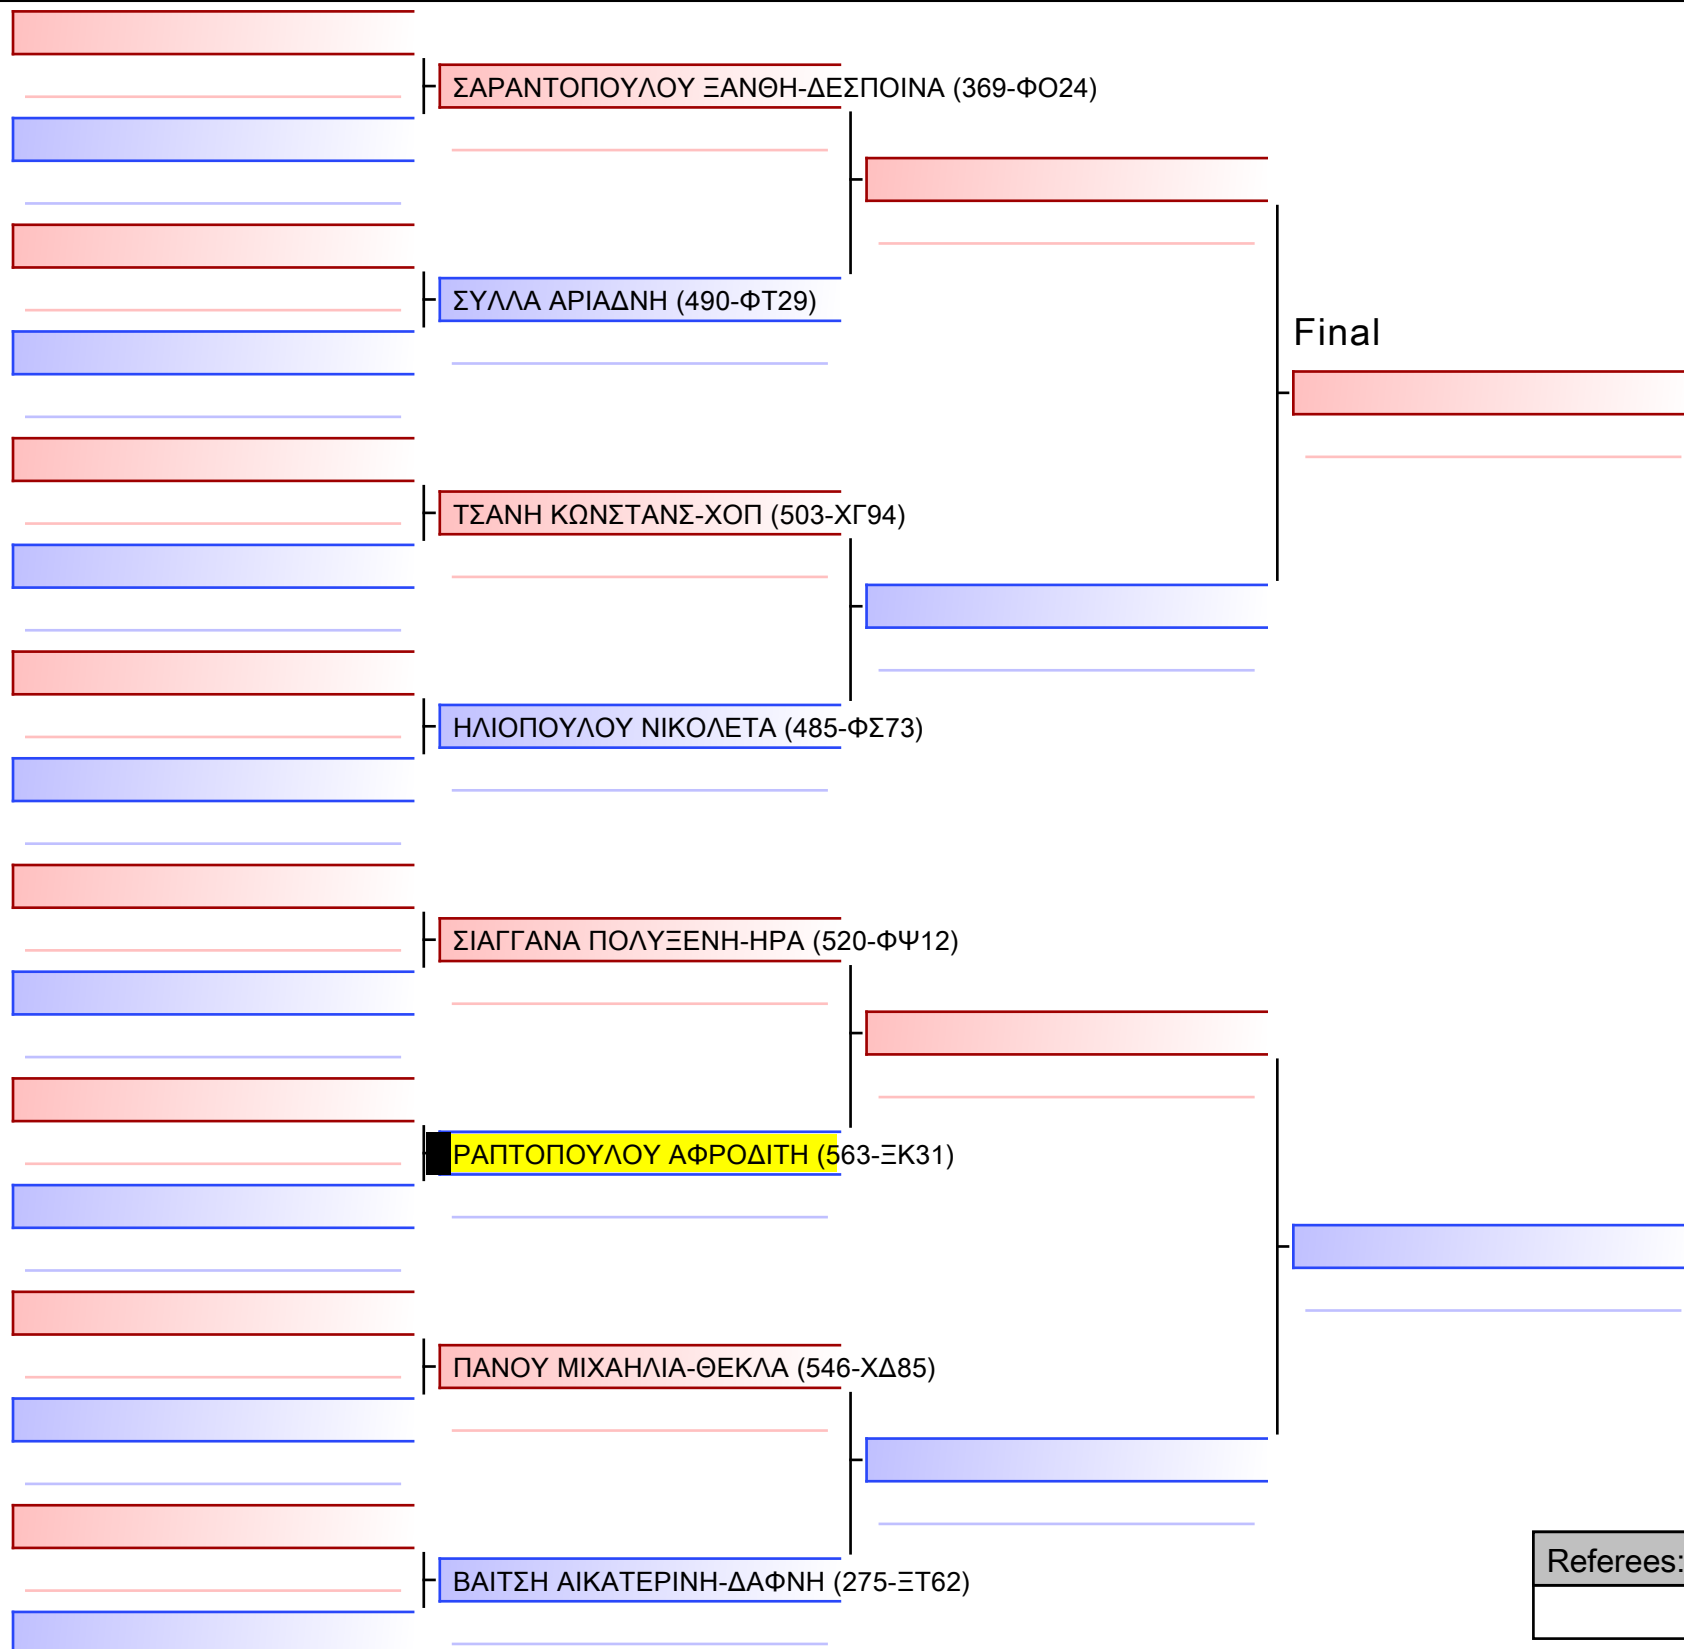 ΣΑΡΑΝΤΟΠΟΥΛΟΥ ΞΑΝΘΗ-ΔΕΣΠΟΙΝΑ (369-ΦΟ24)
ΣΥΛΛΑ ΑΡΙΑΔΝΗ (490-ΦΤ29)
Final
ΤΣΑΝΗ ΚΩΝΣΤΑΝΣ-ΧΟΠ (503-ΧΓ94)
ΗΛΙΟΠΟΥΛΟΥ ΝΙΚΟΛΕΤΑ (485-ΦΣ73)
ΣΙΑΓΓΑΝΑ ΠΟΛΥΞΕΝΗ-ΗΡΑ (520-ΦΨ12)
ΡΑΠΤΟΠΟΥΛΟΥ ΑΦΡΟΔΙΤΗ (563-ΞΚ31)
ΠΑΝΟΥ ΜΙΧΑΗΛΙΑ-ΘΕΚΛΑ (546-ΧΔ85)
ΒΑΙΤΣΗ ΑΙΚΑΤΕΡΙΝΗ-ΔΑΦΝΗ (275-ΞΤ62)
Referees: